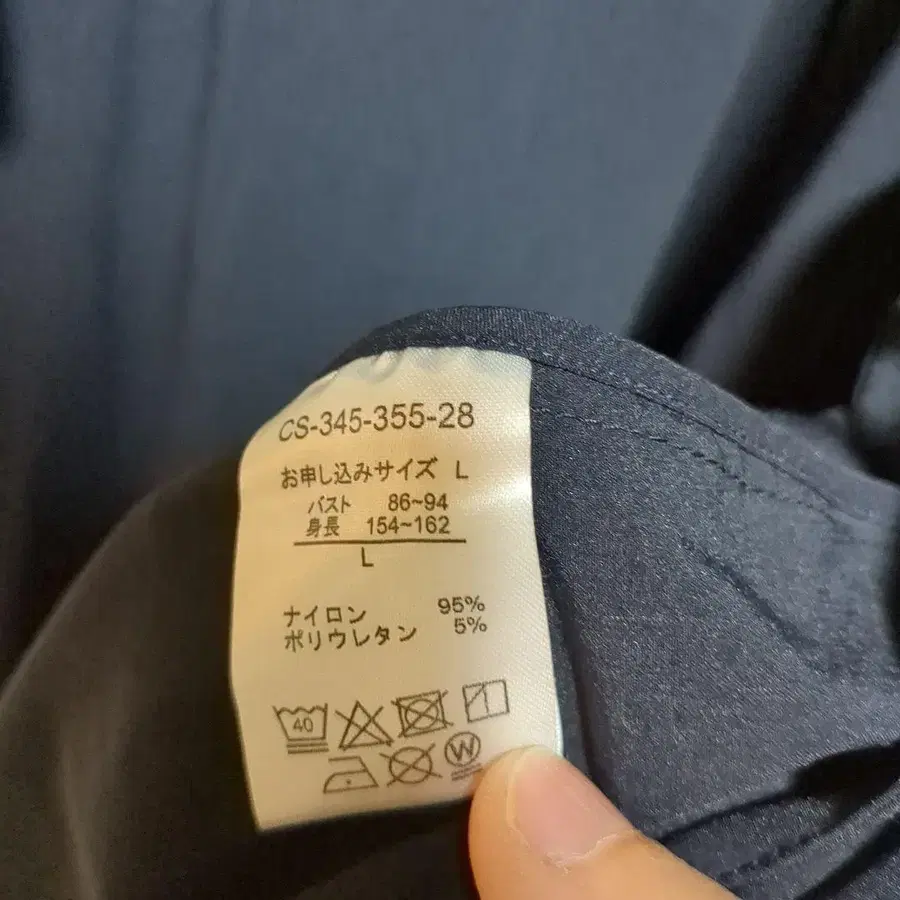 CS-345-355-28
お申し込みサイズ L
バスト 86~94
身長 154~162
L
ナイロン 95%
ポリウレタン 5%
40
W